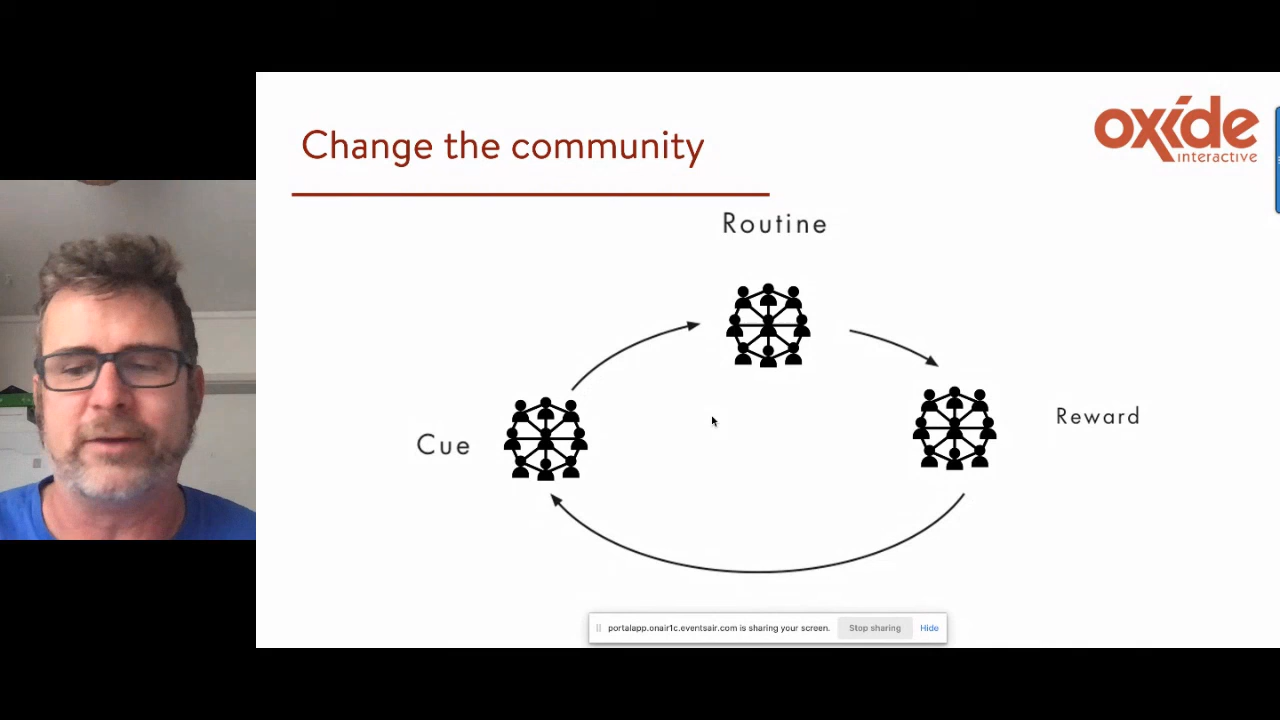 Change the community
oxide
interactive
Routine
Cue
Reward
portalapp.onair1c.eventsair.com is sharing your screen.
Stop sharing
Hide